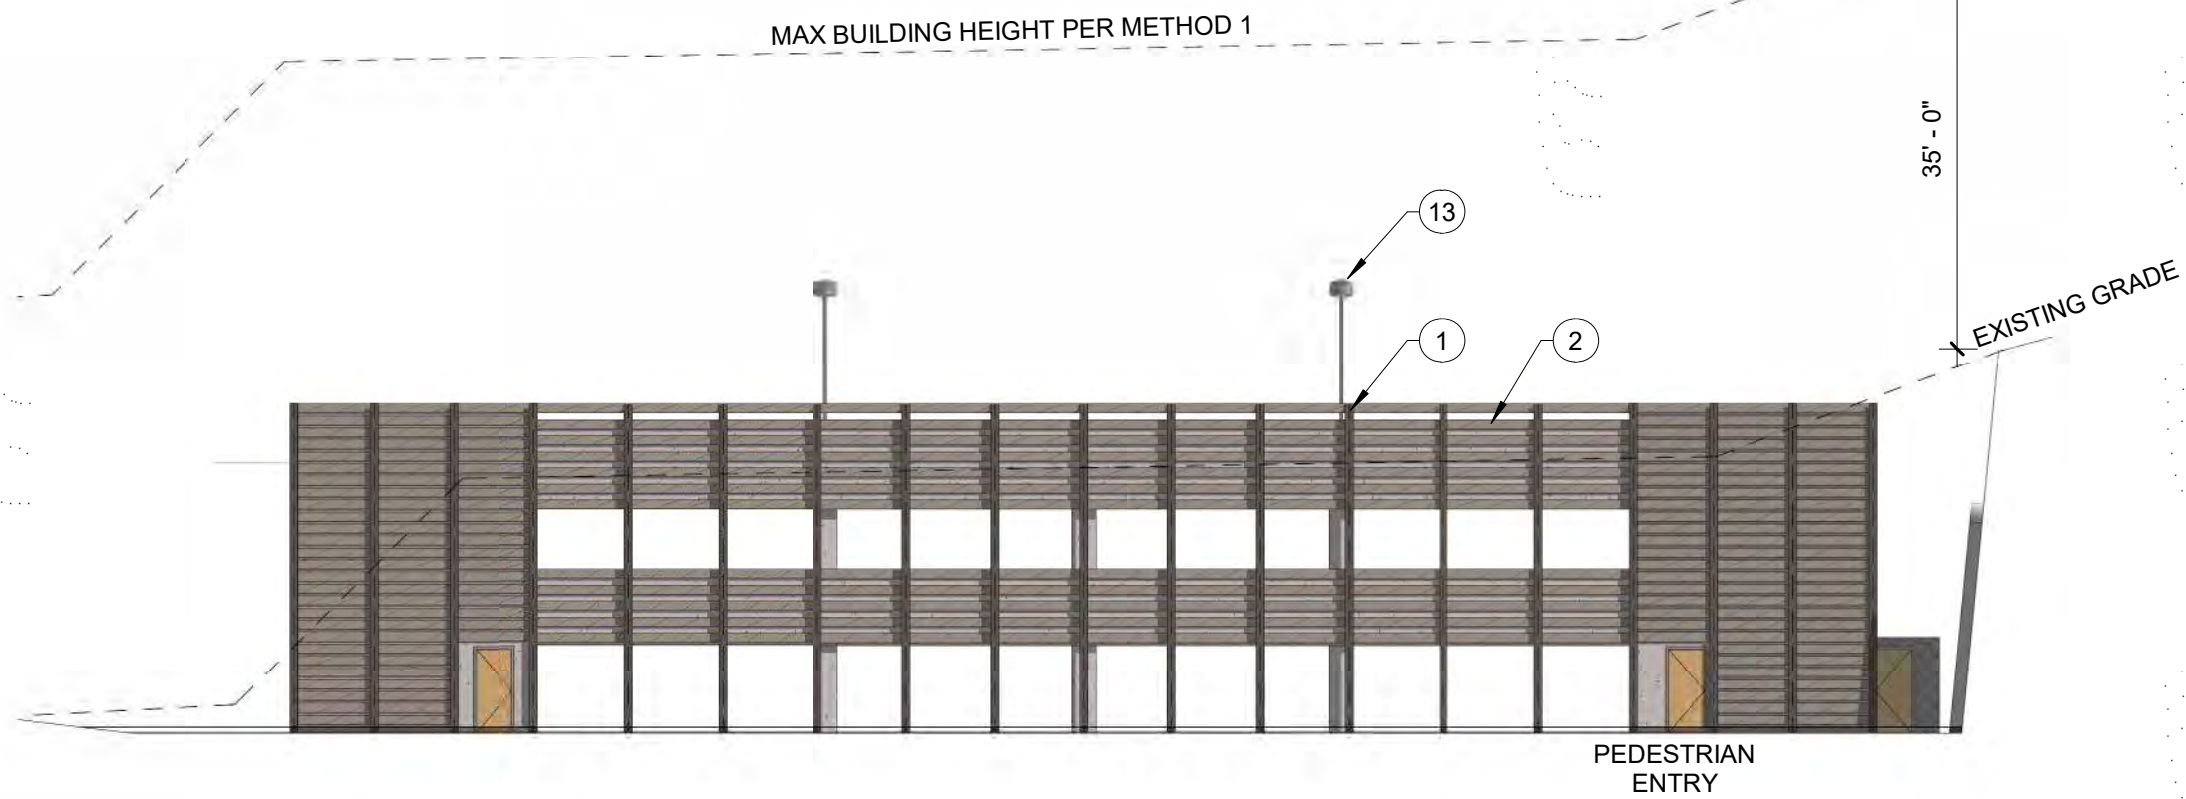 MAX BUILDING HEIGHT PER METHOD 1
35' - 0"
13
EXISTING GRADE
1
2
PEDESTRIAN
ENTRY